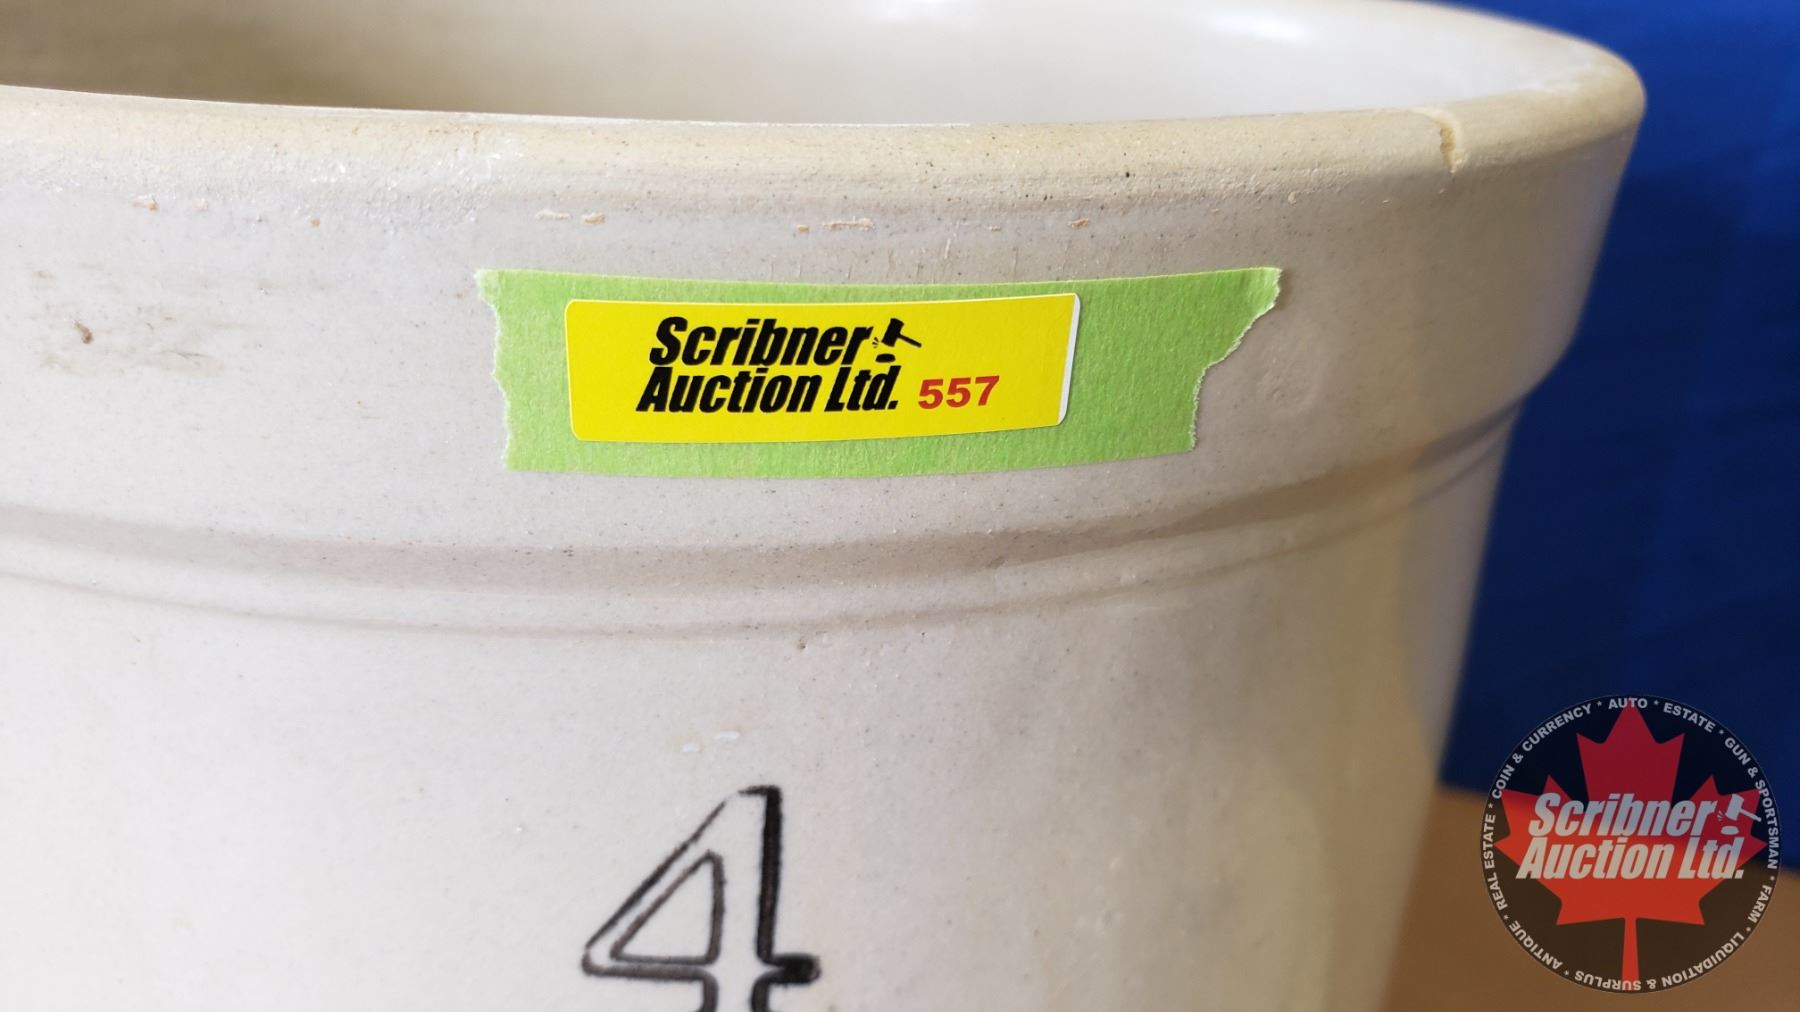 Scribner
Auction Ltd. 557
4
Scribner
Auction Ltd.
ANTIQUE * REAL ESTATE * COIN & CURRENCY * AUTO * ESTATE * GUN & SPORTSMAN * FARM * LIQUIDATION & SURPLUS *